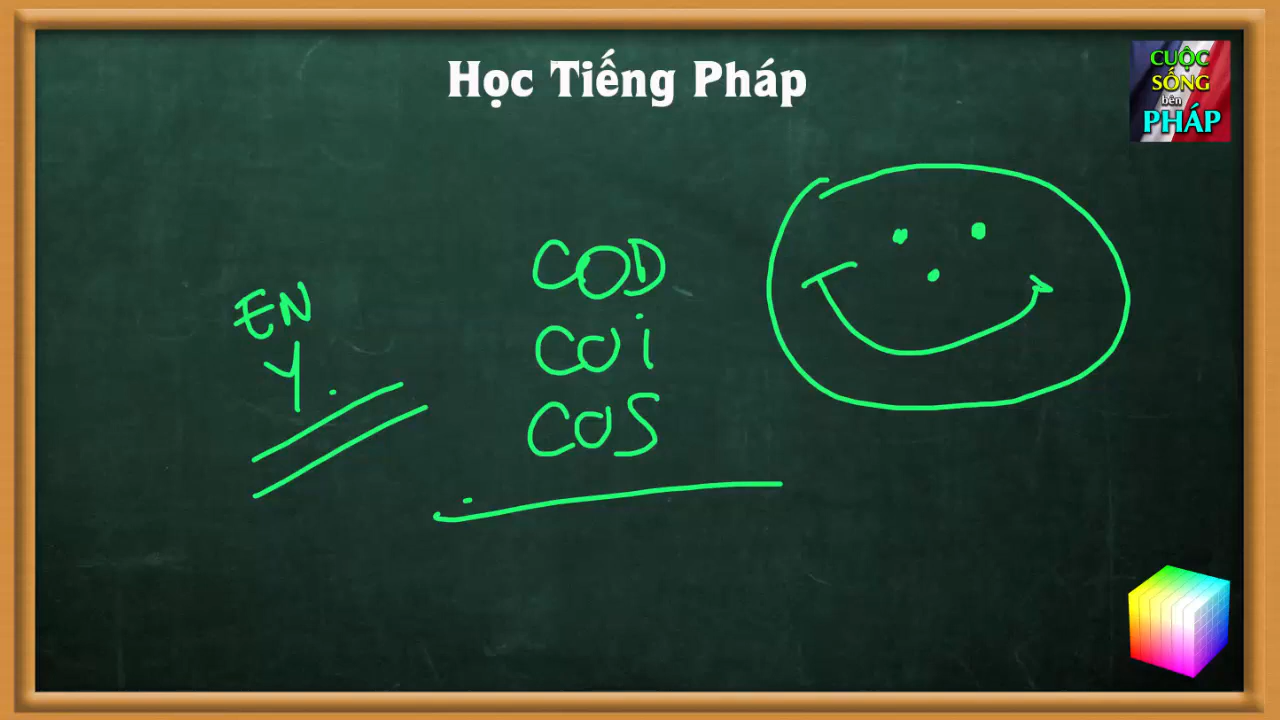 Học Tiếng Pháp
CUỘC
SỐNG
bên
PHÁP
EN
Y
COD
COi
COS